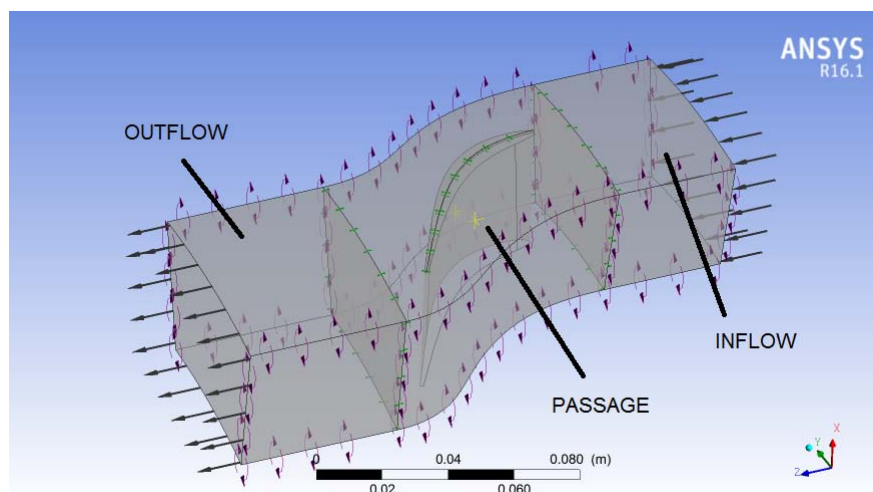 ANSYS
R16.1
OUTFLOW
INFLOW
PASSAGE
0 0.04 0.080 (m)
0.02 0.060
X
Y
Z